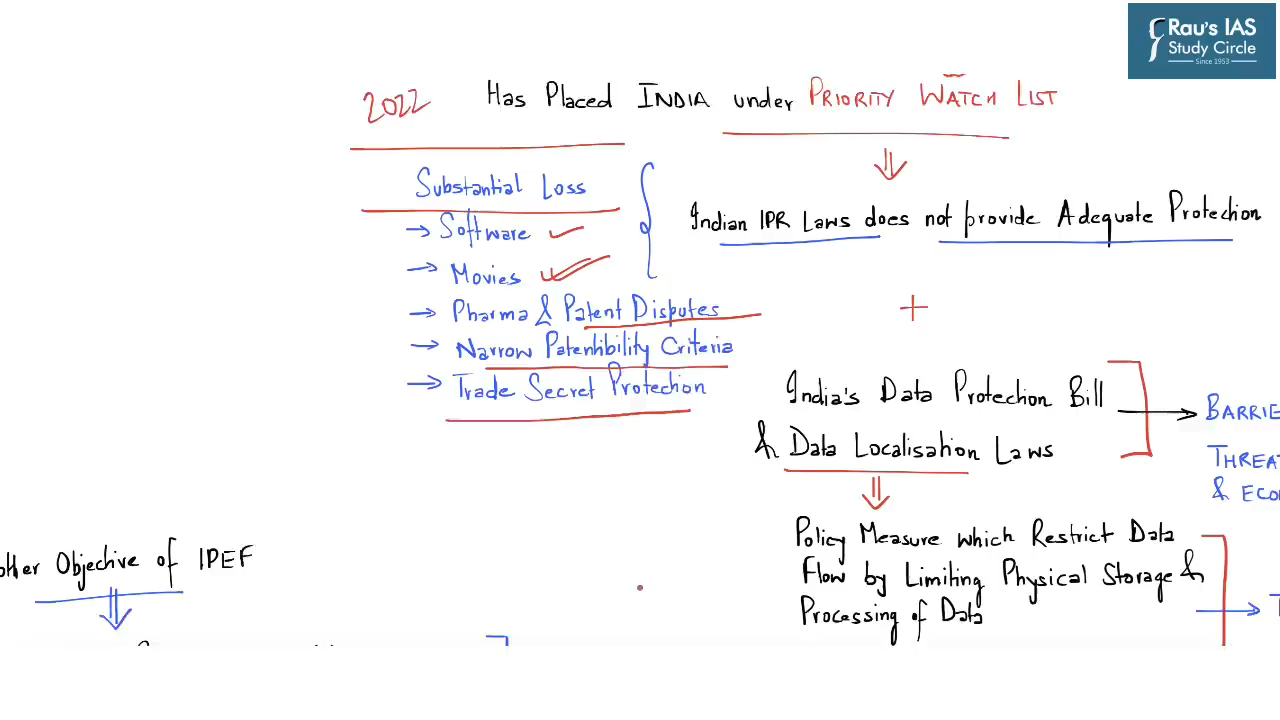 Rau's IAS
Study Circle
Since 1953
2022 Has Placed INDIA under PRIORITY WATCH LIST
Substantial Loss
→ Software
→ Movies
→ Pharma & Patent Disputes
→ Narrow Patentibility Criteria
→ Trade Secret Protection
Indian IPR Laws does not provide Adequate Protection
+
India's Data Protection Bill
& Data Localisation Laws
BARRIE
THREAT
& ECO
Policy Measure which Restrict Data
Flow by Limiting Physical Storage &
Processing of Data
T
other Objective of IPEF